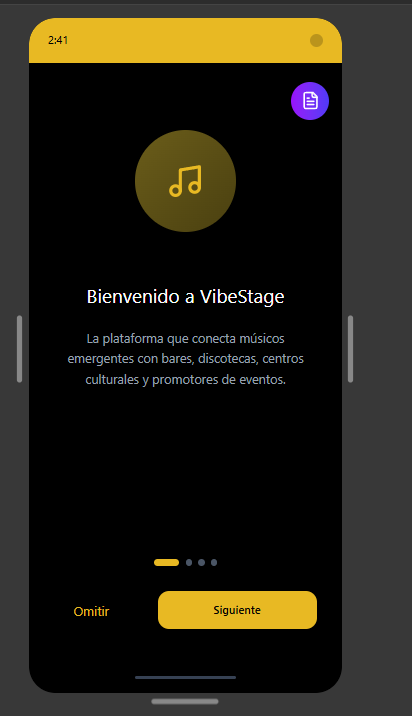 2:41
Bienvenido a VibeStage
La plataforma que conecta músicos
emergentes con bares, discotecas, centros
culturales y promotores de eventos.
Omitir
Siguiente